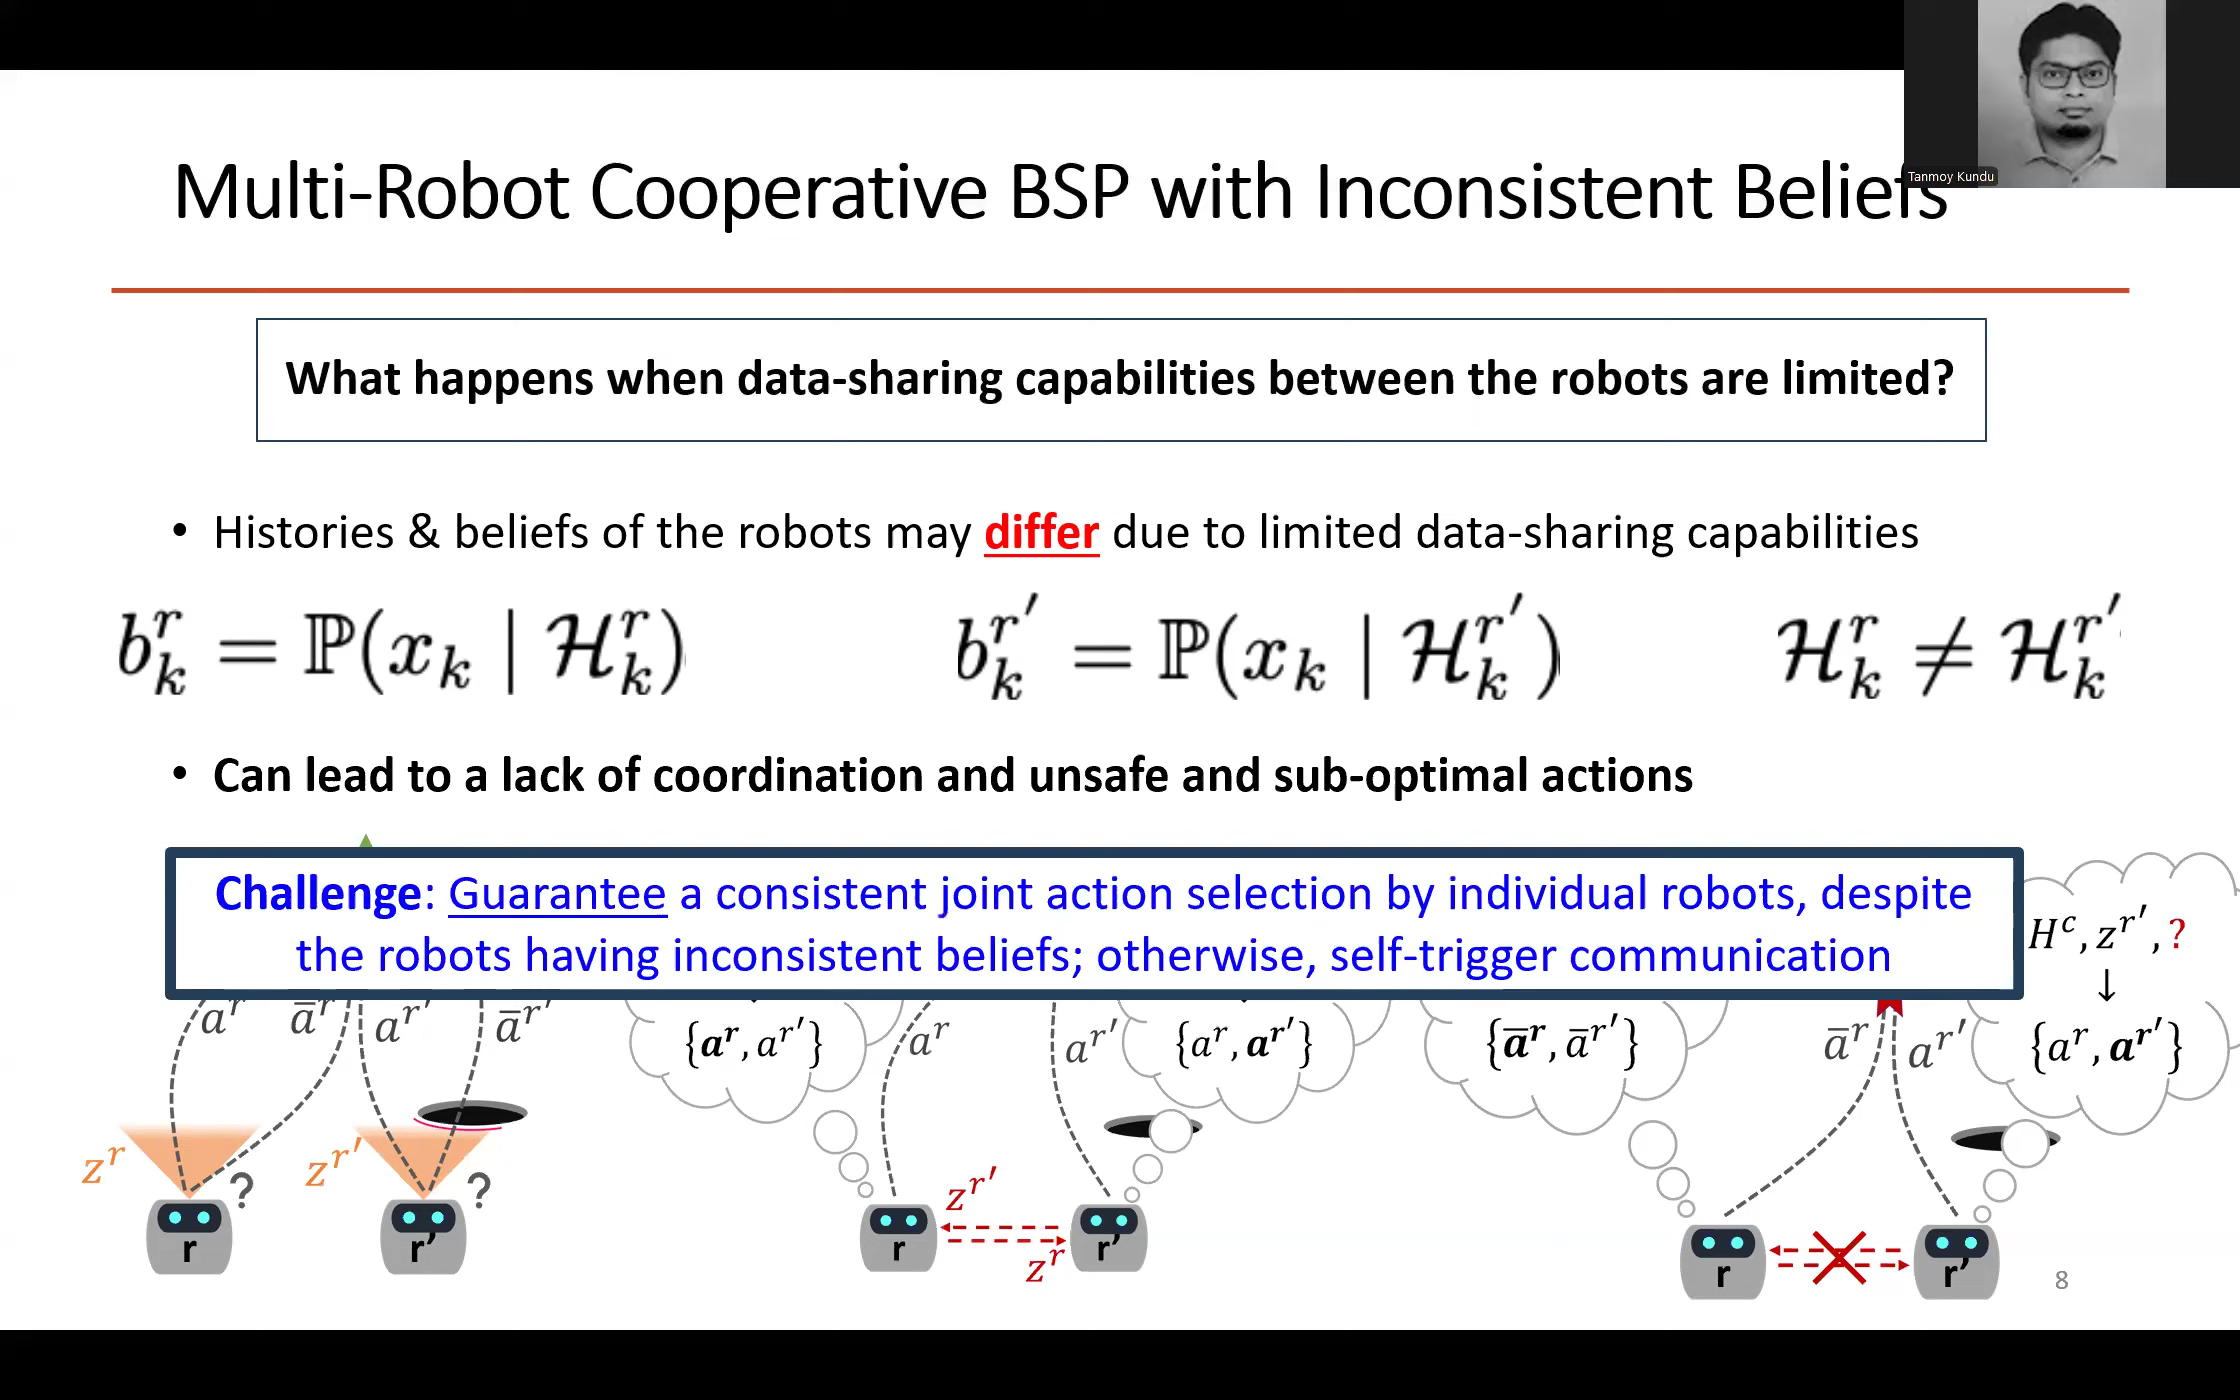 Tanmoy Kundu
Multi-Robot Cooperative BSP with Inconsistent Beliefs
What happens when data-sharing capabilities between the robots are limited?
• Histories & beliefs of the robots may differ due to limited data-sharing capabilities
b_k^r = ℙ(x_k | ℋ_k^r)
b_k^{r′} = ℙ(x_k | ℋ_k^{r′})
ℋ_k^r ≠ ℋ_k^{r′}
• Can lead to a lack of coordination and unsafe and sub-optimal actions
Challenge: Guarantee a consistent joint action selection by individual robots, despite
the robots having inconsistent beliefs; otherwise, self-trigger communication
H^c, z^{r′}, ?
↓
a^r ā^r a^{r′} ā^{r′}
{a^r, a^{r′}}
a^r
a^{r′}
{a^r, a^{r′}}
{ā^r, ā^{r′}}
ā^r
a^{r′}
{a^r, a^{r′}}
z^r
?
z^{r′}
?
z^{r′}
z^r
r
r’
r
r’
r
r’
8